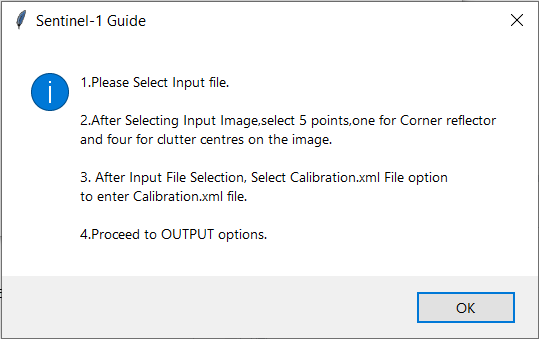 Sentinel-1 Guide
1.Please Select Input file.
2.After Selecting Input Image,select 5 points,one for Corner reflector
and four for clutter centres on the image.
3. After Input File Selection, Select Calibration.xml File option
to enter Calibration.xml file.
4.Proceed to OUTPUT options.
OK